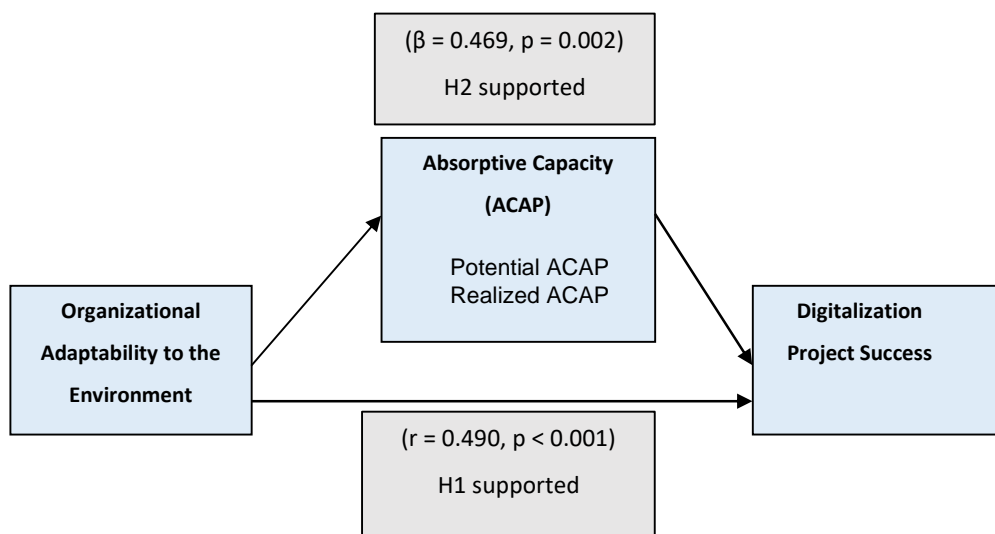 (β = 0.469, p = 0.002)
H2 supported
Absorptive Capacity
(ACAP)
Potential ACAP
Realized ACAP
Organizational
Adaptability to the
Environment
Digitalization
Project Success
(r = 0.490, p < 0.001)
H1 supported